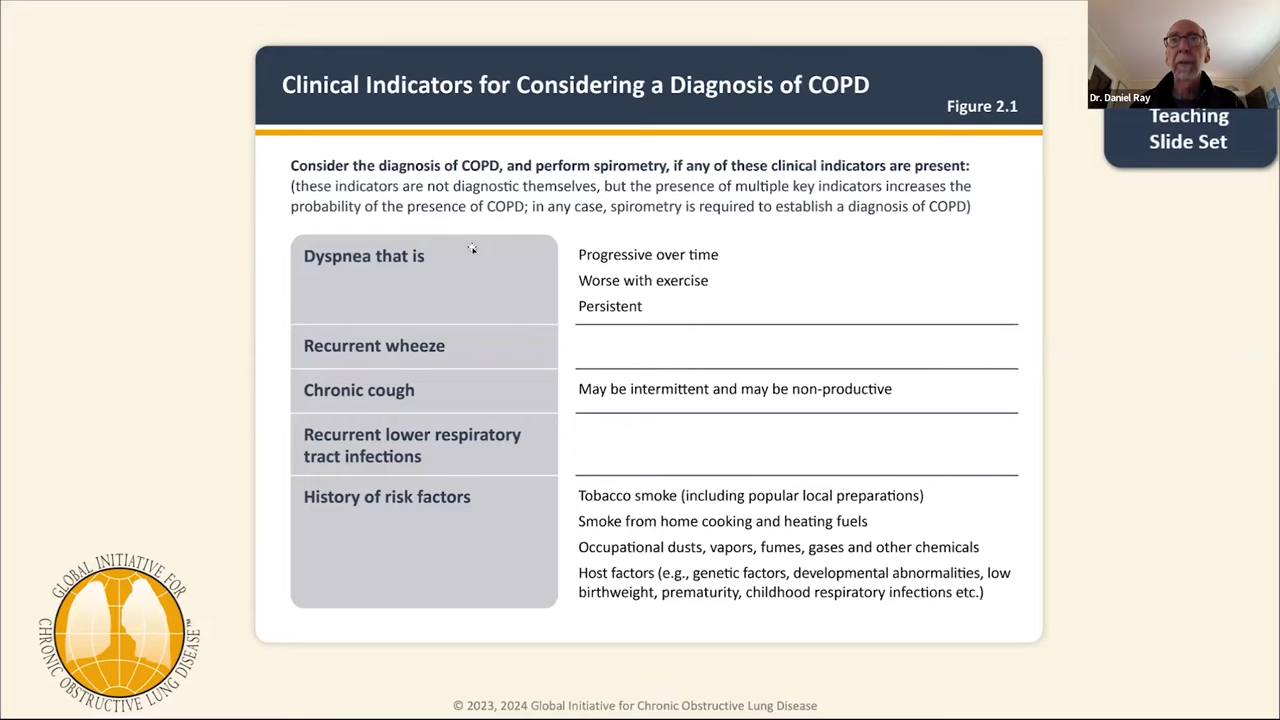 Clinical Indicators for Considering a Diagnosis of COPD
Figure 2.1
Dr. Daniel Ray
Teaching
Slide Set
Consider the diagnosis of COPD, and perform spirometry, if any of these clinical indicators are present:
(these indicators are not diagnostic themselves, but the presence of multiple key indicators increases the
probability of the presence of COPD; in any case, spirometry is required to establish a diagnosis of COPD)
Dyspnea that is
Progressive over time
Worse with exercise
Persistent
Recurrent wheeze
Chronic cough
May be intermittent and may be non-productive
Recurrent lower respiratory
tract infections
History of risk factors
Tobacco smoke (including popular local preparations)
Smoke from home cooking and heating fuels
Occupational dusts, vapors, fumes, gases and other chemicals
Host factors (e.g., genetic factors, developmental abnormalities, low
birthweight, prematurity, childhood respiratory infections etc.)
GLOBAL INITIATIVE FOR
CHRONIC OBSTRUCTIVE LUNG DISEASE™
© 2023, 2024 Global Initiative for Chronic Obstructive Lung Disease